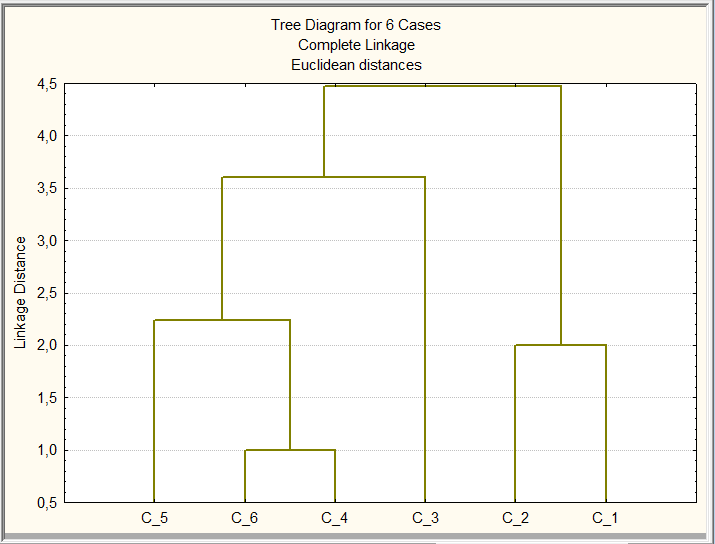 Tree Diagram for 6 Cases
Complete Linkage
Euclidean distances
4,5
4,0
3,5
3,0
2,5
2,0
1,5
1,0
0,5
Linkage Distance
C_5 C_6 C_4 C_3 C_2 C_1